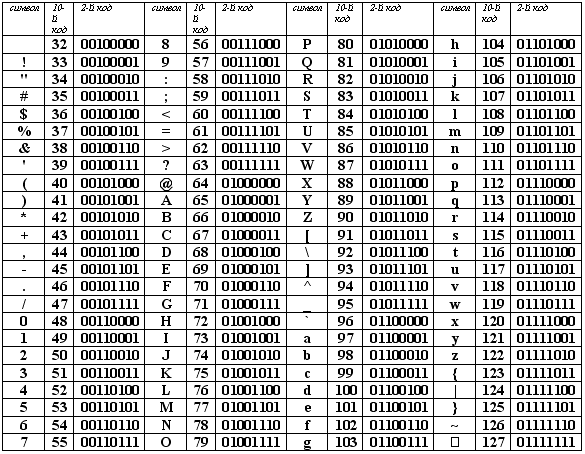 символ 10-й код 2-й код символ 10-й код 2-й код символ 10-й код 2-й код символ 10-й код 2-й код
32 00100000 8 56 00111000 P 80 01010000 h 104 01101000
! 33 00100001 9 57 00111001 Q 81 01010001 i 105 01101001
" 34 00100010 : 58 00111010 R 82 01010010 j 106 01101010
# 35 00100011 ; 59 00111011 S 83 01010011 k 107 01101011
$ 36 00100100 < 60 00111100 T 84 01010100 l 108 01101100
% 37 00100101 = 61 00111101 U 85 01010101 m 109 01101101
& 38 00100110 > 62 00111110 V 86 01010110 n 110 01101110
' 39 00100111 ? 63 00111111 W 87 01010111 o 111 01101111
( 40 00101000 @ 64 01000000 X 88 01011000 p 112 01110000
) 41 00101001 A 65 01000001 Y 89 01011001 q 113 01110001
* 42 00101010 B 66 01000010 Z 90 01011010 r 114 01110010
+ 43 00101011 C 67 01000011 [ 91 01011011 s 115 01110011
, 44 00101100 D 68 01000100 \ 92 01011100 t 116 01110100
- 45 00101101 E 69 01000101 ] 93 01011101 u 117 01110101
. 46 00101110 F 70 01000110 ^ 94 01011110 v 118 01110110
/ 47 00101111 G 71 01000111 _ 95 01011111 w 119 01110111
0 48 00110000 H 72 01001000 ` 96 01100000 x 120 01111000
1 49 00110001 I 73 01001001 a 97 01100001 y 121 01111001
2 50 00110010 J 74 01001010 b 98 01100010 z 122 01111010
3 51 00110011 K 75 01001011 c 99 01100011 { 123 01111011
4 52 00110100 L 76 01001100 d 100 01100100 | 124 01111100
5 53 00110101 M 77 01001101 e 101 01100101 } 125 01111101
6 54 00110110 N 78 01001110 f 102 01100110 ~ 126 01111110
7 55 00110111 O 79 01001111 g 103 01100111 □ 127 01111111